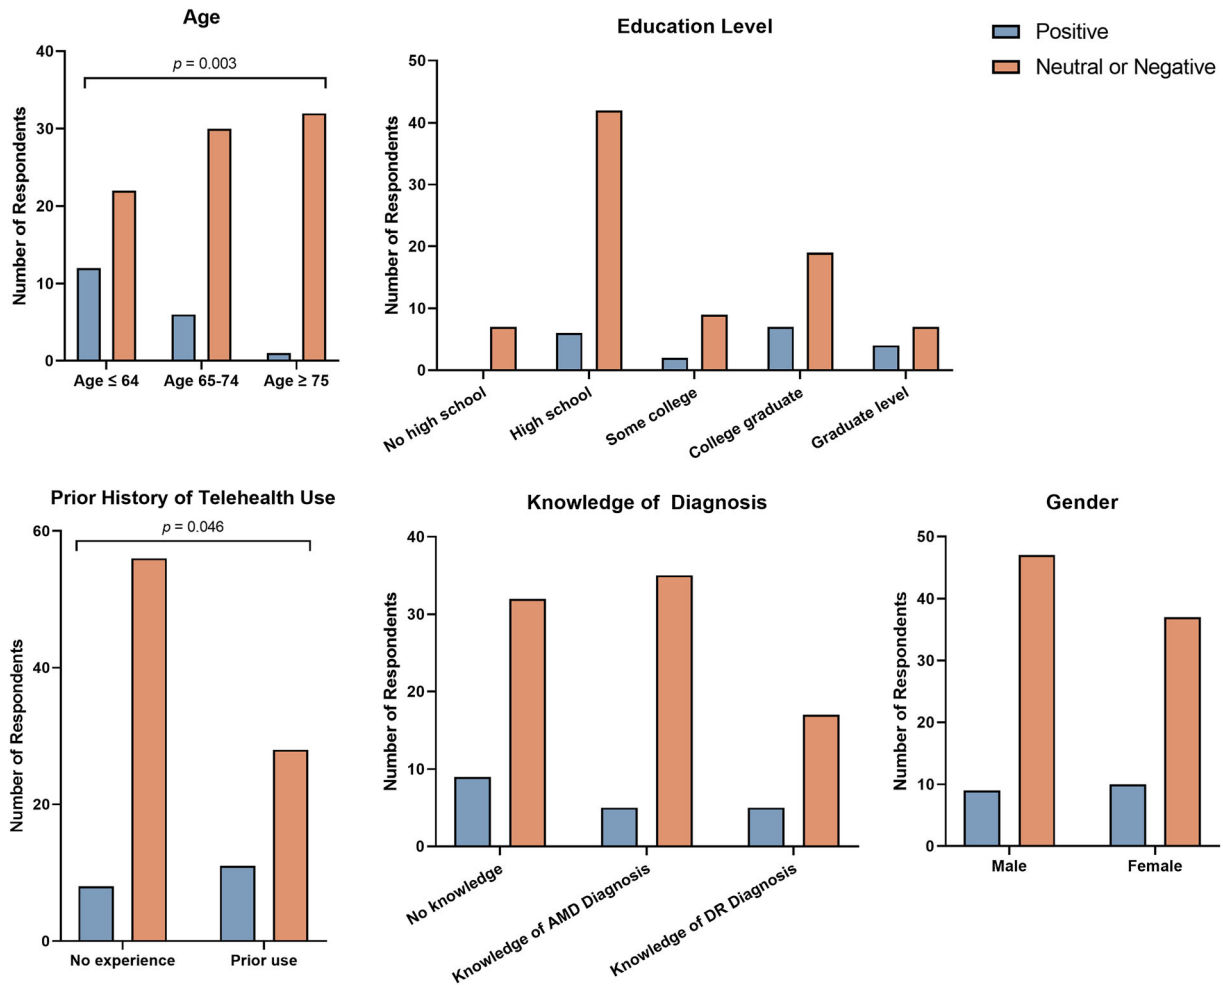 Age
Number of Respondents
40
30
20
10
0
p = 0.003
Age ≤ 64 Age 65-74 Age ≥ 75
Education Level
Number of Respondents
60
50
40
30
20
10
0
No high school
High school
Some college
College graduate
Graduate level
Positive
Neutral or Negative
Prior History of Telehealth Use
Number of Respondents
60
40
20
0
p = 0.046
No experience Prior use
Knowledge of Diagnosis
Number of Respondents
40
30
20
10
0
No knowledge
Knowledge of AMD Diagnosis
Knowledge of DR Diagnosis
Gender
Number of Respondents
50
40
30
20
10
0
Male Female